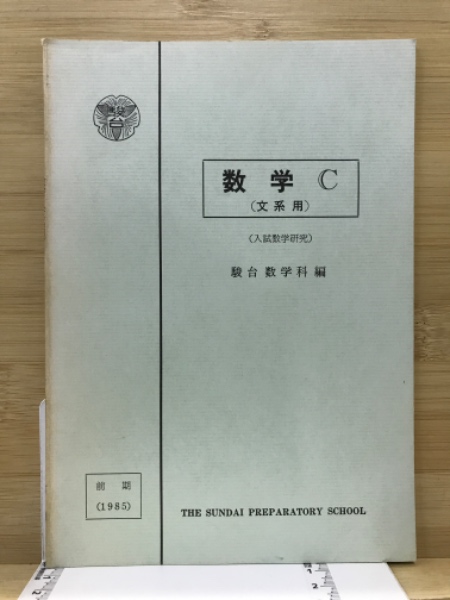 数学 C
（文系用）
（入試数学研究）
駿台数学科編
前期
(1985)
THE SUNDAI PREPARATORY SCHOOL